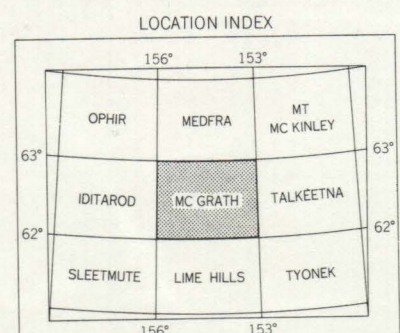 LOCATION INDEX
156° 153°
OPHIR MEDFRA MT
MC KINLEY
63° 63°
IDITAROD MC GRATH TALKEETNA
62° 62°
SLEETMUTE LIME HILLS TYONEK
156° 153°